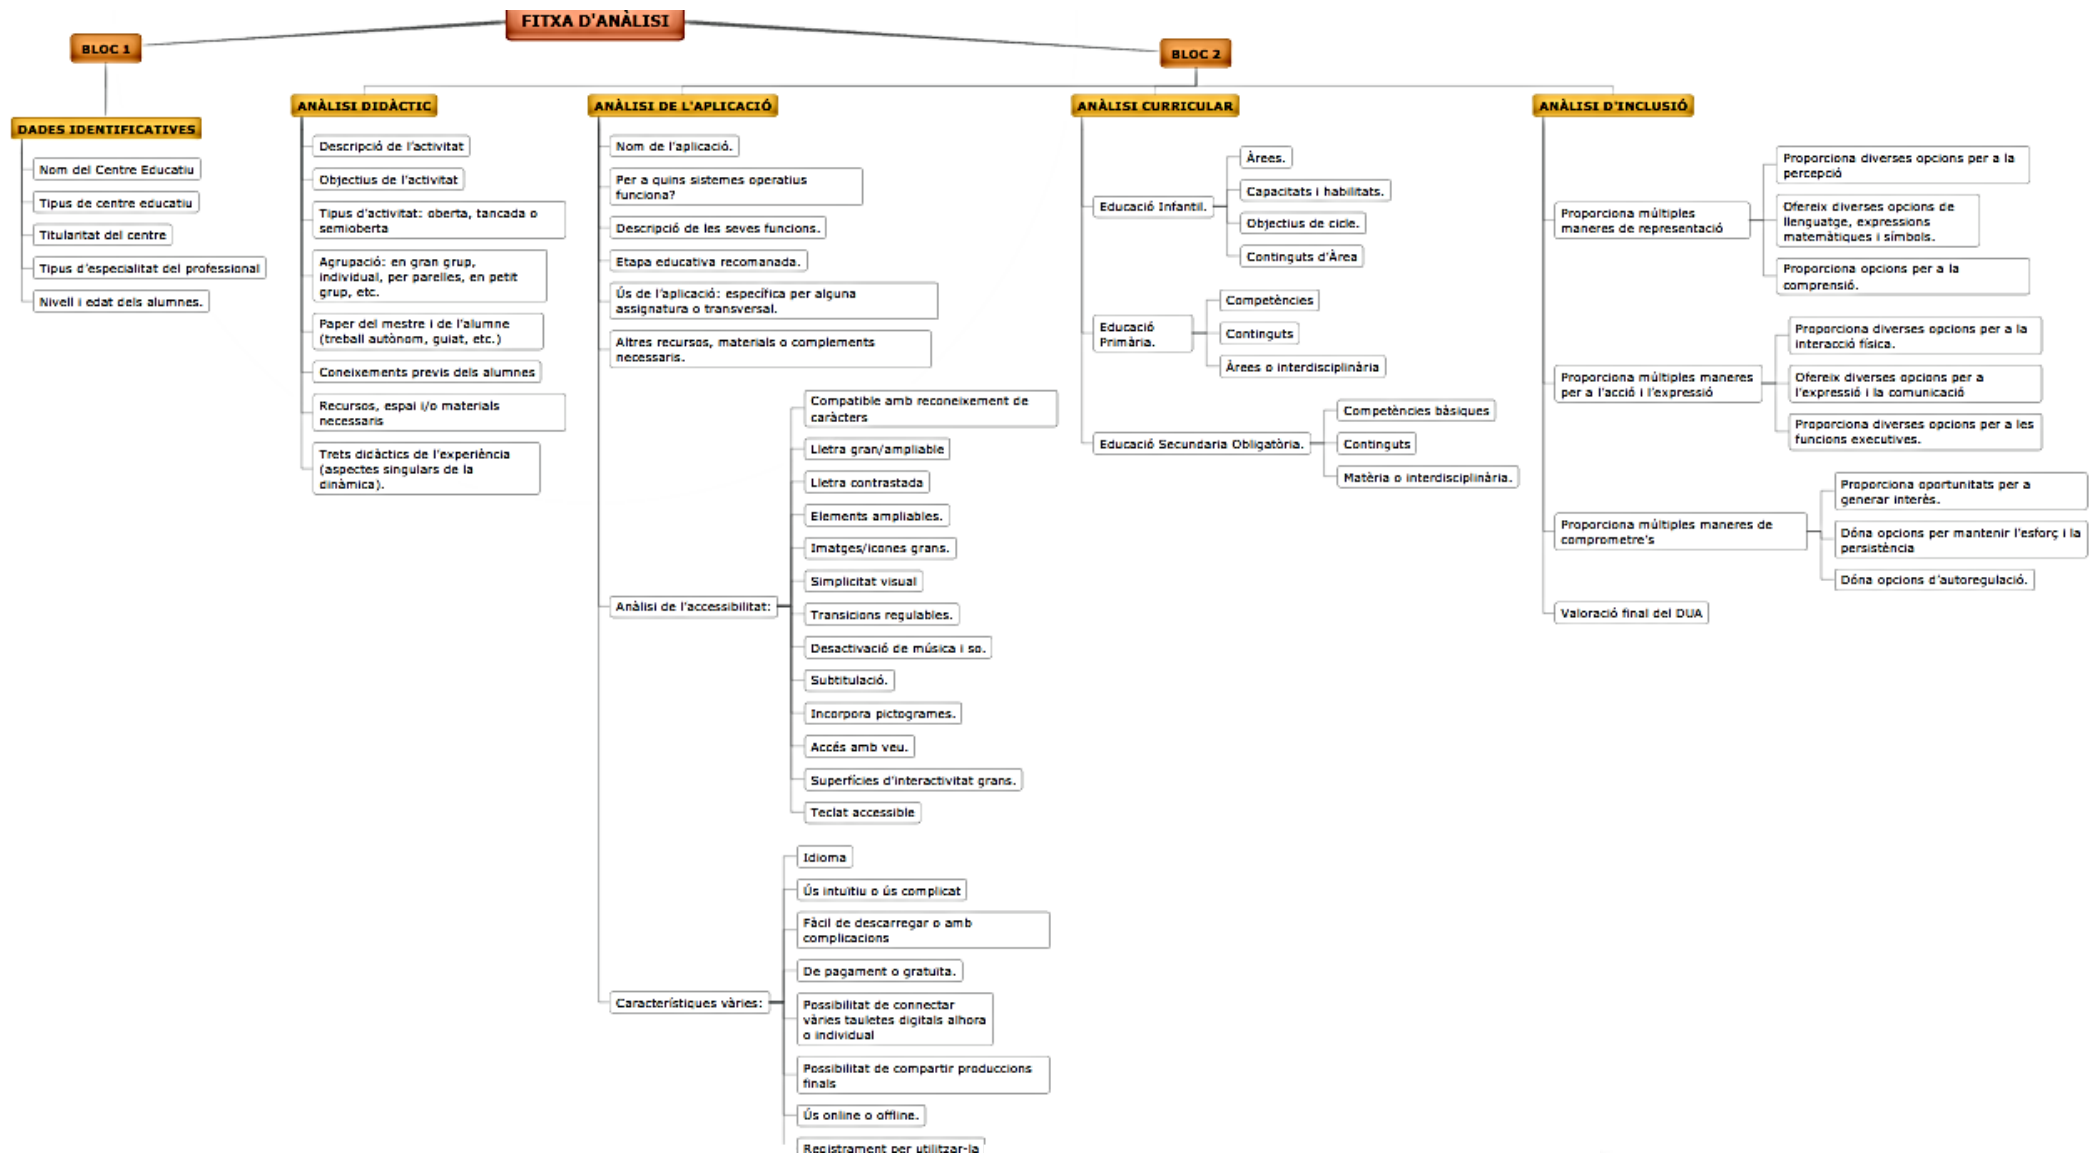 FITXA D'ANÀLISI
BLOC 1
BLOC 2
DADES IDENTIFICATIVES
Nom del Centre Educatiu
Tipus de centre educatiu
Titularitat del centre
Tipus d'especialitat del professional
Nivell i edat dels alumnes.
ANÀLISI DIDÀCTIC
Descripció de l'activitat
Objectius de l'activitat
Tipus d'activitat: oberta, tancada o
semioberta
Agrupació: en gran grup,
individual, per parelles, en petit
grup, etc.
Paper del mestre i de l'alumne
(treball autònom, guiat, etc.)
Coneixements previs dels alumnes
Recursos, espai i/o materials
necessaris
Trets didàctics de l'experiència
(aspectes singulars de la
dinàmica).
ANÀLISI DE L'APLICACIÓ
Nom de l'aplicació.
Per a quins sistemes operatius
funciona?
Descripció de les seves funcions.
Etapa educativa recomanada.
Ús de l'aplicació: específica per alguna
assignatura o transversal.
Altres recursos, materials o complements
necessaris.
Anàlisi de l'accessibilitat:
Compatible amb reconeixement de
caràcters
Lletra gran/ampliable
Lletra contrastada
Elements ampliables.
Imatges/icones grans.
Simplicitat visual
Transicions regulables.
Desactivació de música i so.
Subtitulació.
Incorpora pictogrames.
Accés amb veu.
Superfícies d'interactivitat grans.
Teclat accessible
Característiques vàries:
Idioma
Ús intuïtiu o ús complicat
Fàcil de descarregar o amb
complicacions
De pagament o gratuïta.
Possibilitat de connectar
vàries tauletes digitals alhora
o individual
Possibilitat de compartir produccions
finals
Ús online o offline.
Registrament per utilitzar-la
ANÀLISI CURRICULAR
Educació Infantil.
Àrees.
Capacitats i habilitats.
Objectius de cicle.
Continguts d'Àrea
Educació
Primària.
Competències
Continguts
Àrees o interdisciplinària
Educació Secundaria Obligatòria.
Competències bàsiques
Continguts
Matèria o interdisciplinària.
ANÀLISI D'INCLUSIÓ
Proporciona múltiples
maneres de representació
Proporciona diverses opcions per a la
percepció
Ofereix diverses opcions de
llenguatge, expressions
matemàtiques i símbols.
Proporciona opcions per a la
comprensió.
Proporciona múltiples maneres
per a l'acció i l'expressió
Proporciona diverses opcions per a la
interacció física.
Ofereix diverses opcions per a
l'expressió i la comunicació
Proporciona diverses opcions per a les
funcions executives.
Proporciona múltiples maneres de
comprometre's
Proporciona oportunitats per a
generar interès.
Dóna opcions per mantenir l'esforç i la
persistència
Dóna opcions d'autoregulació.
Valoració final del DUA